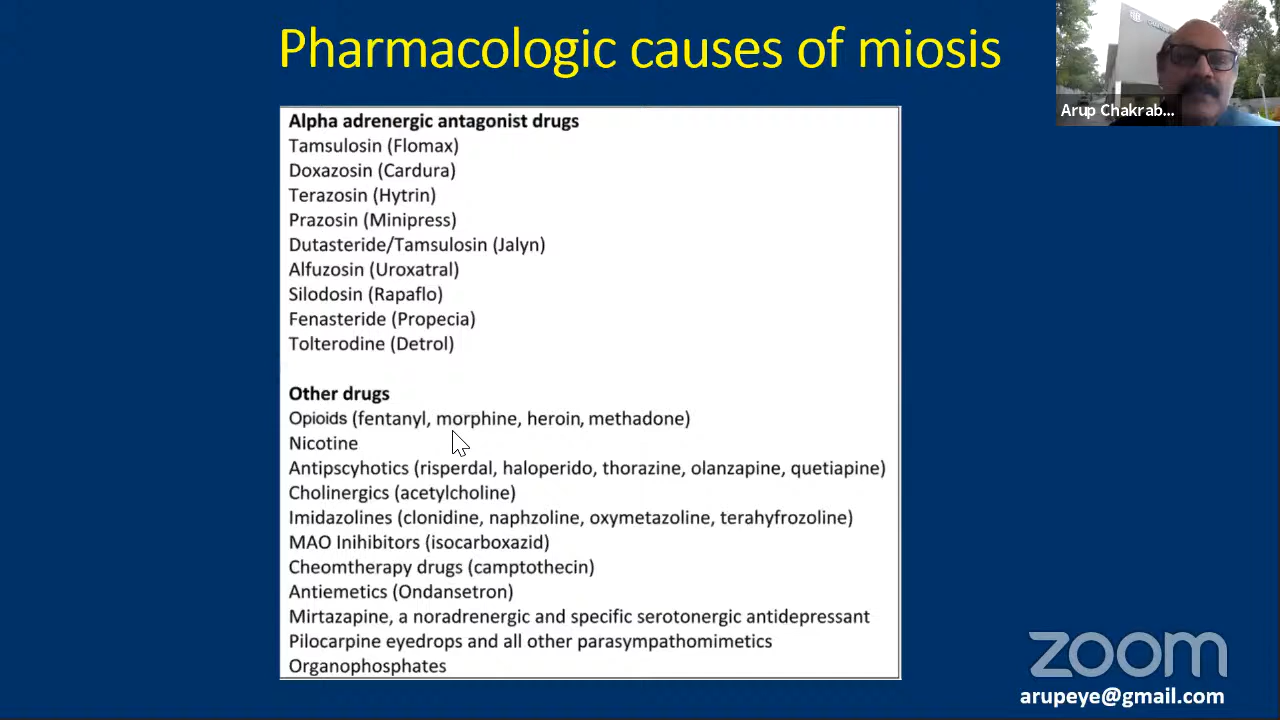 Pharmacologic causes of miosis
Arup Chakrab...
Alpha adrenergic antagonist drugs
Tamsulosin (Flomax)
Doxazosin (Cardura)
Terazosin (Hytrin)
Prazosin (Minipress)
Dutasteride/Tamsulosin (Jalyn)
Alfuzosin (Uroxatral)
Silodosin (Rapaflo)
Fenasteride (Propecia)
Tolterodine (Detrol)
Other drugs
Opioids (fentanyl, morphine, heroin, methadone)
Nicotine
Antipscyhotics (risperdal, haloperido, thorazine, olanzapine, quetiapine)
Cholinergics (acetylcholine)
Imidazolines (clonidine, naphzoline, oxymetazoline, terahyfrozoline)
MAO Inihibitors (isocarboxazid)
Cheomtherapy drugs (camptothecin)
Antiemetics (Ondansetron)
Mirtazapine, a noradrenergic and specific serotonergic antidepressant
Pilocarpine eyedrops and all other parasympathomimetics
Organophosphates
zoom
arupeye@gmail.com